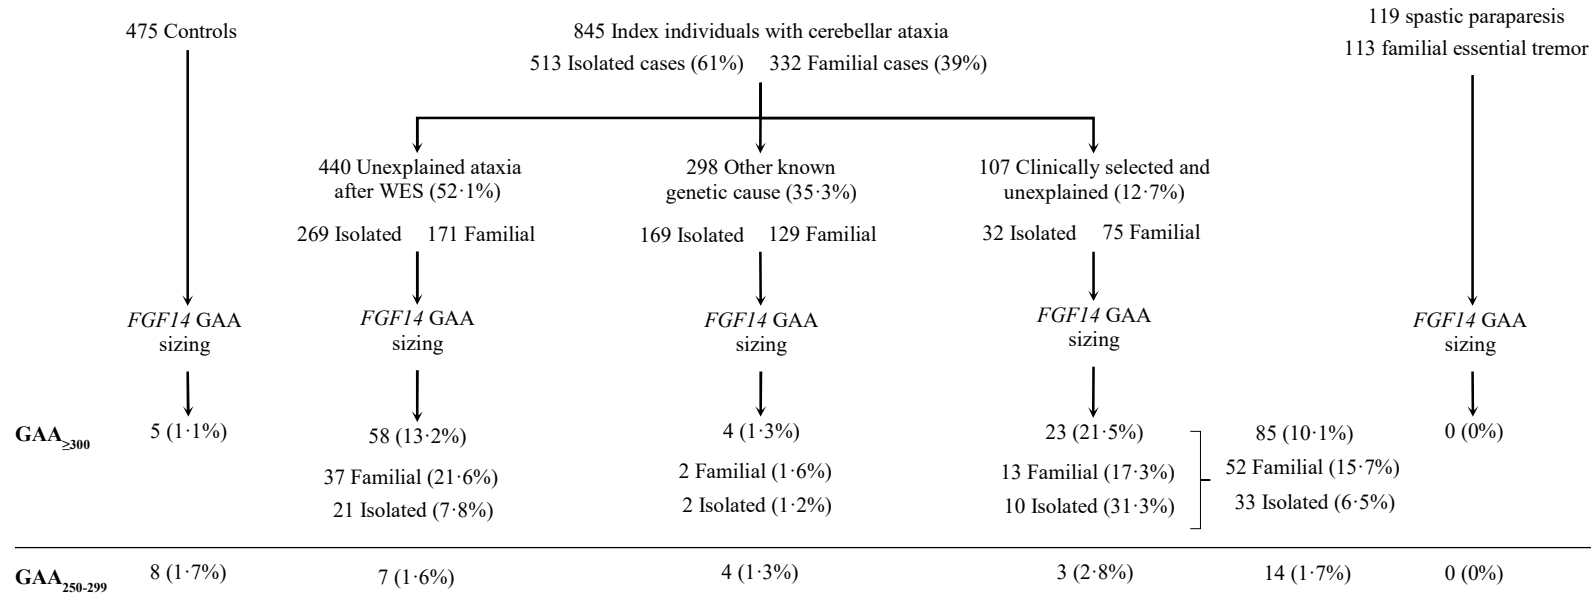 475 Controls
845 Index individuals with cerebellar ataxia
513 Isolated cases (61%) 332 Familial cases (39%)
119 spastic paraparesis
113 familial essential tremor
440 Unexplained ataxia
after WES (52·1%)
269 Isolated 171 Familial
298 Other known
genetic cause (35·3%)
169 Isolated 129 Familial
107 Clinically selected and
unexplained (12·7%)
32 Isolated 75 Familial
FGF14 GAA
sizing
FGF14 GAA
sizing
FGF14 GAA
sizing
FGF14 GAA
sizing
FGF14 GAA
sizing
GAA≥300
5 (1·1%)
58 (13·2%)
37 Familial (21·6%)
21 Isolated (7·8%)
4 (1·3%)
2 Familial (1·6%)
2 Isolated (1·2%)
23 (21·5%)
13 Familial (17·3%)
10 Isolated (31·3%)
85 (10·1%)
52 Familial (15·7%)
33 Isolated (6·5%)
0 (0%)
GAA250-299 8 (1·7%) 7 (1·6%) 4 (1·3%) 3 (2·8%) 14 (1·7%) 0 (0%)